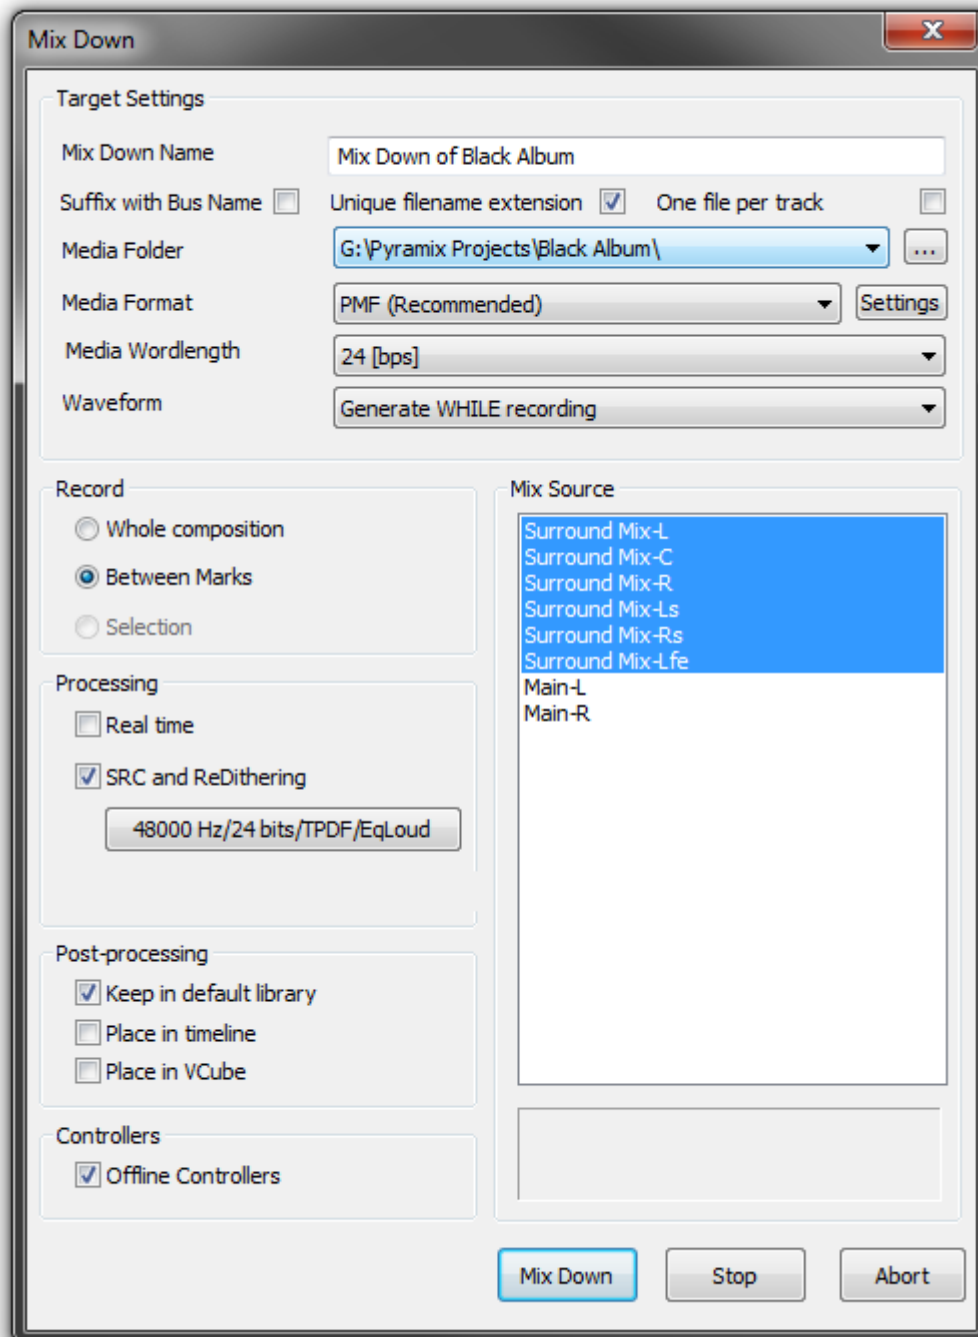 Mix Down
Target Settings
Mix Down Name
Mix Down of Black Album
Suffix with Bus Name
Unique filename extension
One file per track
Media Folder
G:\Pyramix Projects\Black Album\
...
Media Format
PMF (Recommended)
Settings
Media Wordlength
24 [bps]
Waveform
Generate WHILE recording
Record
Whole composition
Between Marks
Selection
Processing
Real time
SRC and ReDithering
48000 Hz/24 bits/TPDF/EqLoud
Post-processing
Keep in default library
Place in timeline
Place in VCube
Controllers
Offline Controllers
Mix Source
Surround Mix-L
Surround Mix-C
Surround Mix-R
Surround Mix-Ls
Surround Mix-Rs
Surround Mix-Lfe
Main-L
Main-R
Mix Down
Stop
Abort